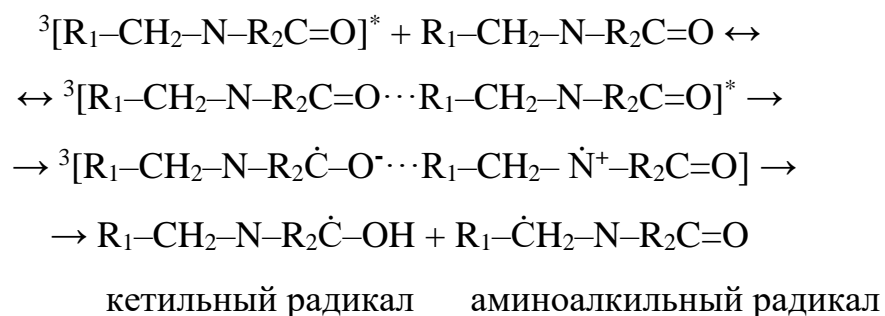 ³[R₁–CH₂–N–R₂C=O]* + R₁–CH₂–N–R₂C=O ↔
↔ ³[R₁–CH₂–N–R₂C=O···R₁–CH₂–N–R₂C=O]* →
→ ³[R₁–CH₂–N–R₂Ċ–O⁻···R₁–CH₂– Ṅ⁺–R₂C=O] →
→ R₁–CH₂–N–R₂Ċ–OH + R₁–ĊH₂–N–R₂C=O
кетильный радикал аминоалкильный радикал